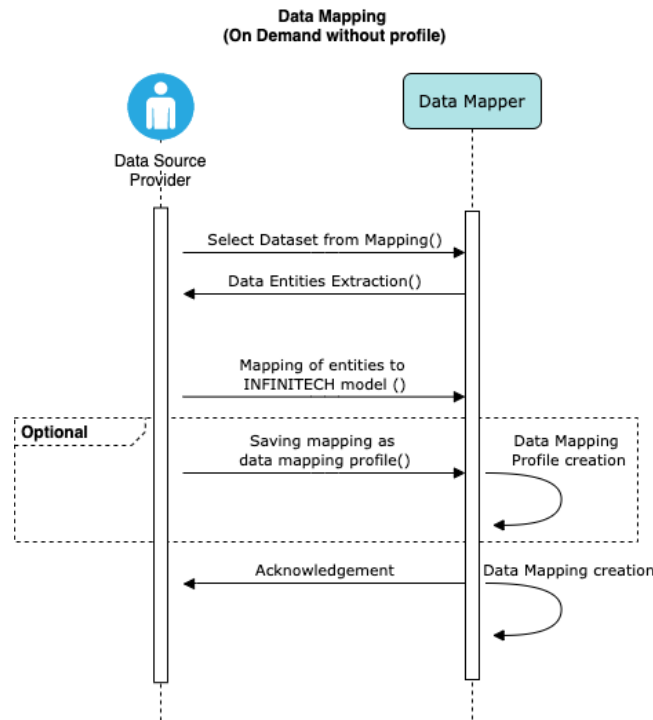 Data Mapping
(On Demand without profile)
Data Mapper
Data Source
Provider
Select Dataset from Mapping()
Data Entities Extraction()
Mapping of entities to
INFINITECH model ()
Optional
Saving mapping as
data mapping profile()
Data Mapping
Profile creation
Acknowledgement
Data Mapping creation